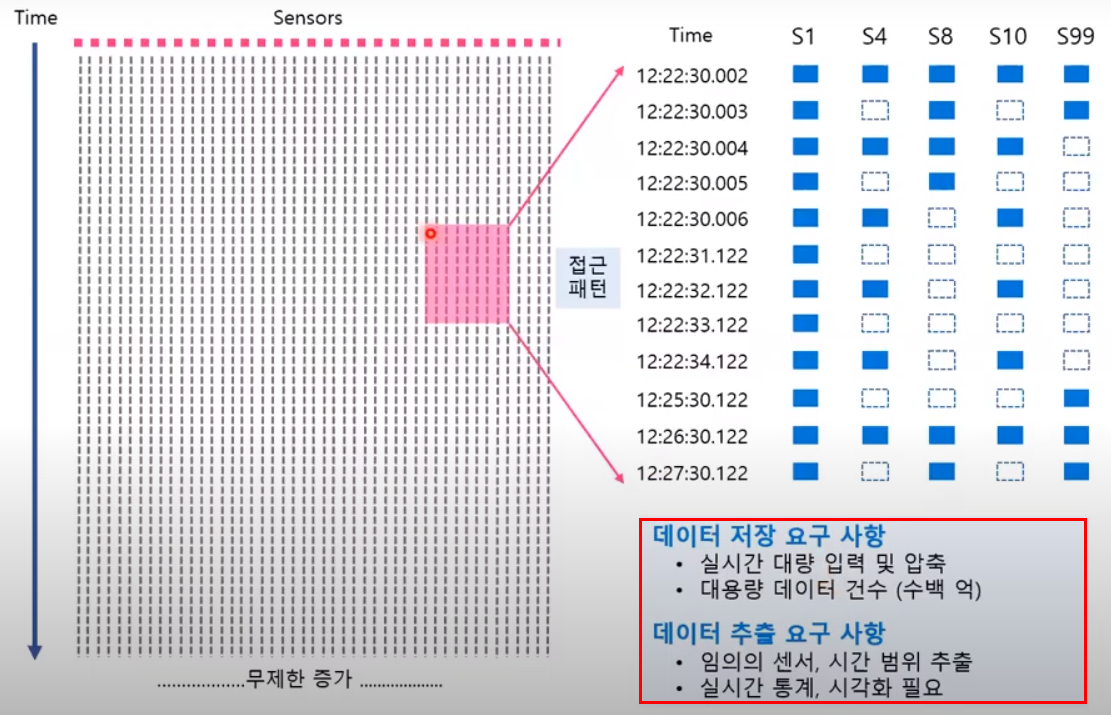 Time
Sensors
무제한 증가
접근
패턴
Time S1 S4 S8 S10 S99
12:22:30.002
12:22:30.003
12:22:30.004
12:22:30.005
12:22:30.006
12:22:31.122
12:22:32.122
12:22:33.122
12:22:34.122
12:25:30.122
12:26:30.122
12:27:30.122
데이터 저장 요구 사항
• 실시간 대량 입력 및 압축
• 대용량 데이터 건수 (수백 억)
데이터 추출 요구 사항
• 임의의 센서, 시간 범위 추출
• 실시간 통계, 시각화 필요